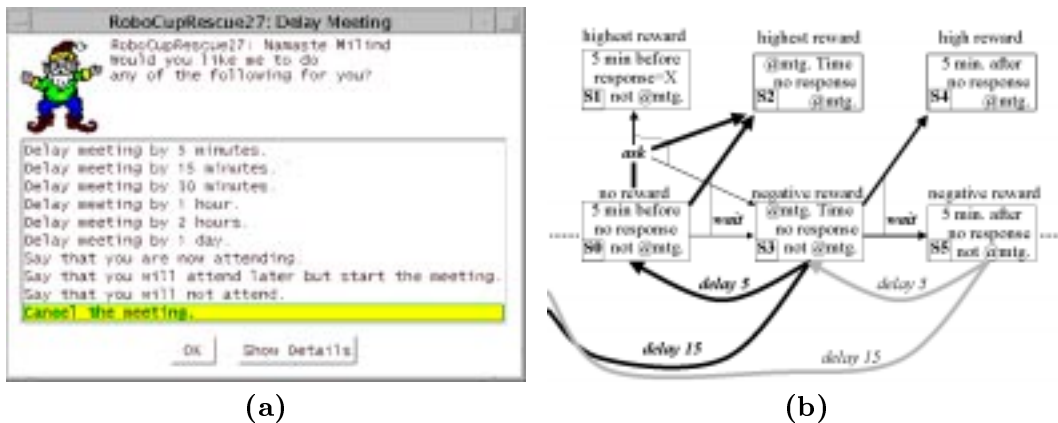 RoboCupRescue27: Delay Meeting
RoboCupRescue27: Namaste Milind
Would you like me to do
any of the following for you?
Delay meeting by 5 minutes.
Delay meeting by 15 minutes.
Delay meeting by 30 minutes.
Delay meeting by 1 hour.
Delay meeting by 2 hours.
Delay meeting by 1 day.
Say that you are now attending.
Say that you will attend later but start the meeting.
Say that you will not attend.
Cancel the meeting.
OK
Show Details
(a)
highest reward
5 min before
response=X
S1 not @mtg.
highest reward
@mtg. Time
no response
S2 @mtg.
high reward
5 min. after
no response
S4 @mtg.
ask
no reward
5 min before
no response
S0 not @mtg.
wait
negative reward
@mtg. Time
no response
S3 not @mtg.
wait
negative reward
5 min. after
no response
S5 not @mtg.
delay 5
delay 5
delay 15
delay 15
(b)